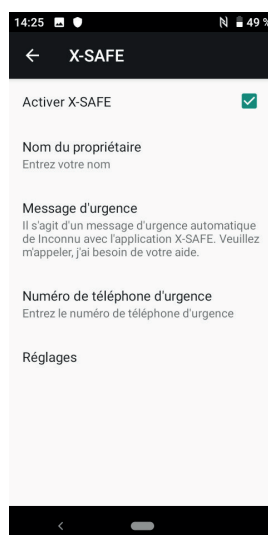 14:25 49 %
X-SAFE
Activer X-SAFE
Nom du propriétaire
Entrez votre nom
Message d'urgence
Il s'agit d'un message d'urgence automatique
de Inconnu avec l'application X-SAFE. Veuillez
m'appeler, j'ai besoin de votre aide.
Numéro de téléphone d'urgence
Entrez le numéro de téléphone d'urgence
Réglages